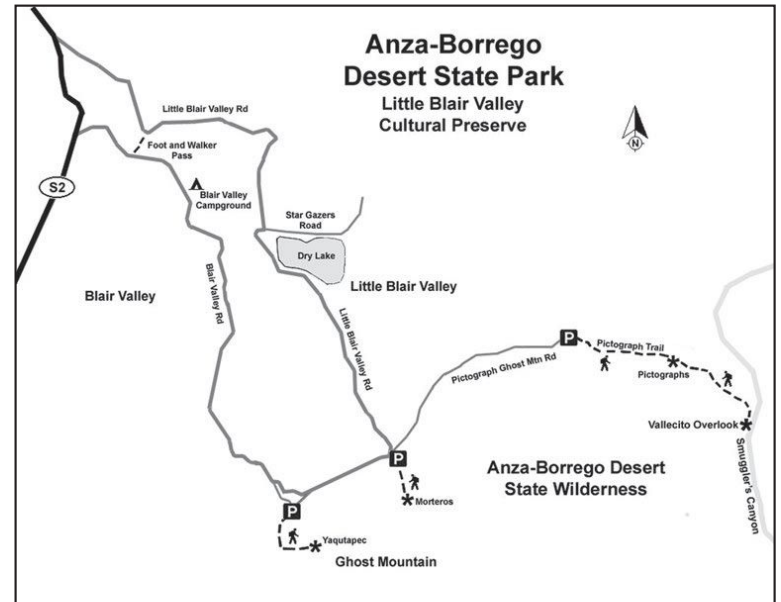 Anza-Borrego
Desert State Park
Little Blair Valley
Cultural Preserve
N
Little Blair Valley Rd
Foot and Walker
Pass
S2
Blair Valley
Campground
Star Gazers
Road
Dry Lake
Blair Valley
Little Blair Valley
Blair Valley Rd
Little Blair Valley Rd
P
Pictograph Trail
Pictograph Ghost Mtn Rd
Pictographs
Vallecito Overlook
Smuggler's Canyon
P
Anza-Borrego Desert
State Wilderness
Morteros
P
Yaqutapec
Ghost Mountain